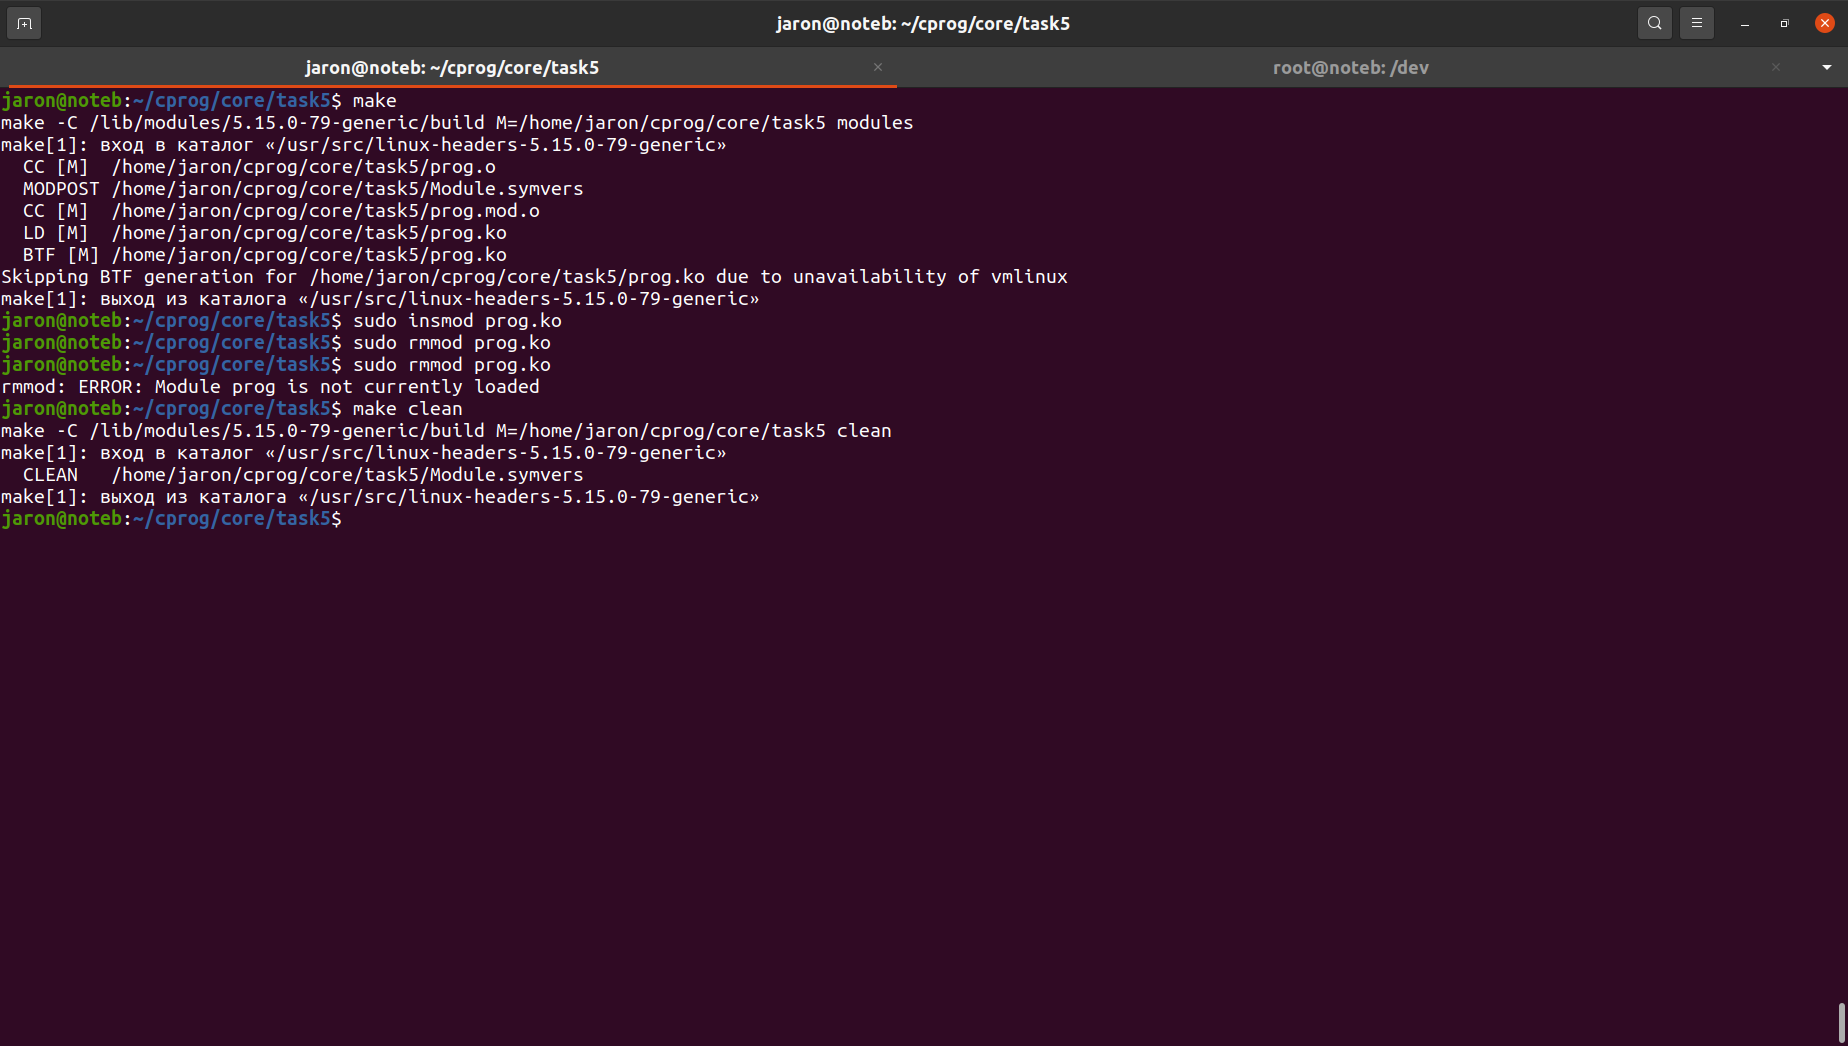 jaron@noteb: ~/cprog/core/task5
jaron@noteb: ~/cprog/core/task5
root@noteb: /dev
jaron@noteb:~/cprog/core/task5$ make
make -C /lib/modules/5.15.0-79-generic/build M=/home/jaron/cprog/core/task5 modules
make[1]: вход в каталог «/usr/src/linux-headers-5.15.0-79-generic»
  CC [M]  /home/jaron/cprog/core/task5/prog.o
  MODPOST /home/jaron/cprog/core/task5/Module.symvers
  CC [M]  /home/jaron/cprog/core/task5/prog.mod.o
  LD [M]  /home/jaron/cprog/core/task5/prog.ko
  BTF [M] /home/jaron/cprog/core/task5/prog.ko
Skipping BTF generation for /home/jaron/cprog/core/task5/prog.ko due to unavailability of vmlinux
make[1]: выход из каталога «/usr/src/linux-headers-5.15.0-79-generic»
jaron@noteb:~/cprog/core/task5$ sudo insmod prog.ko
jaron@noteb:~/cprog/core/task5$ sudo rmmod prog.ko
jaron@noteb:~/cprog/core/task5$ sudo rmmod prog.ko
rmmod: ERROR: Module prog is not currently loaded
jaron@noteb:~/cprog/core/task5$ make clean
make -C /lib/modules/5.15.0-79-generic/build M=/home/jaron/cprog/core/task5 clean
make[1]: вход в каталог «/usr/src/linux-headers-5.15.0-79-generic»
  CLEAN   /home/jaron/cprog/core/task5/Module.symvers
make[1]: выход из каталога «/usr/src/linux-headers-5.15.0-79-generic»
jaron@noteb:~/cprog/core/task5$